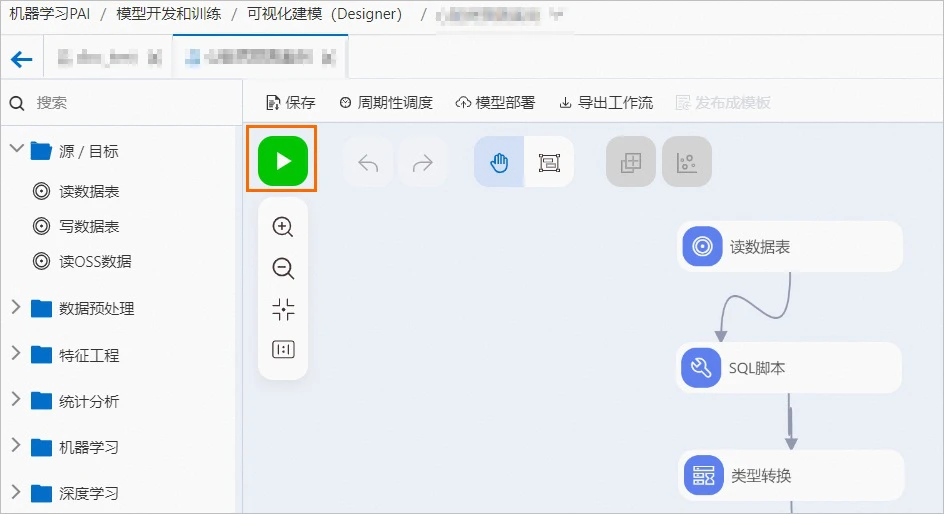 机器学习PAI / 模型开发和训练 / 可视化建模（Designer） /
搜索
保存 周期性调度 模型部署 导出工作流 发布成模板
源 / 目标
读数据表
写数据表
读OSS数据
数据预处理
特征工程
统计分析
机器学习
深度学习
读数据表
SQL脚本
类型转换